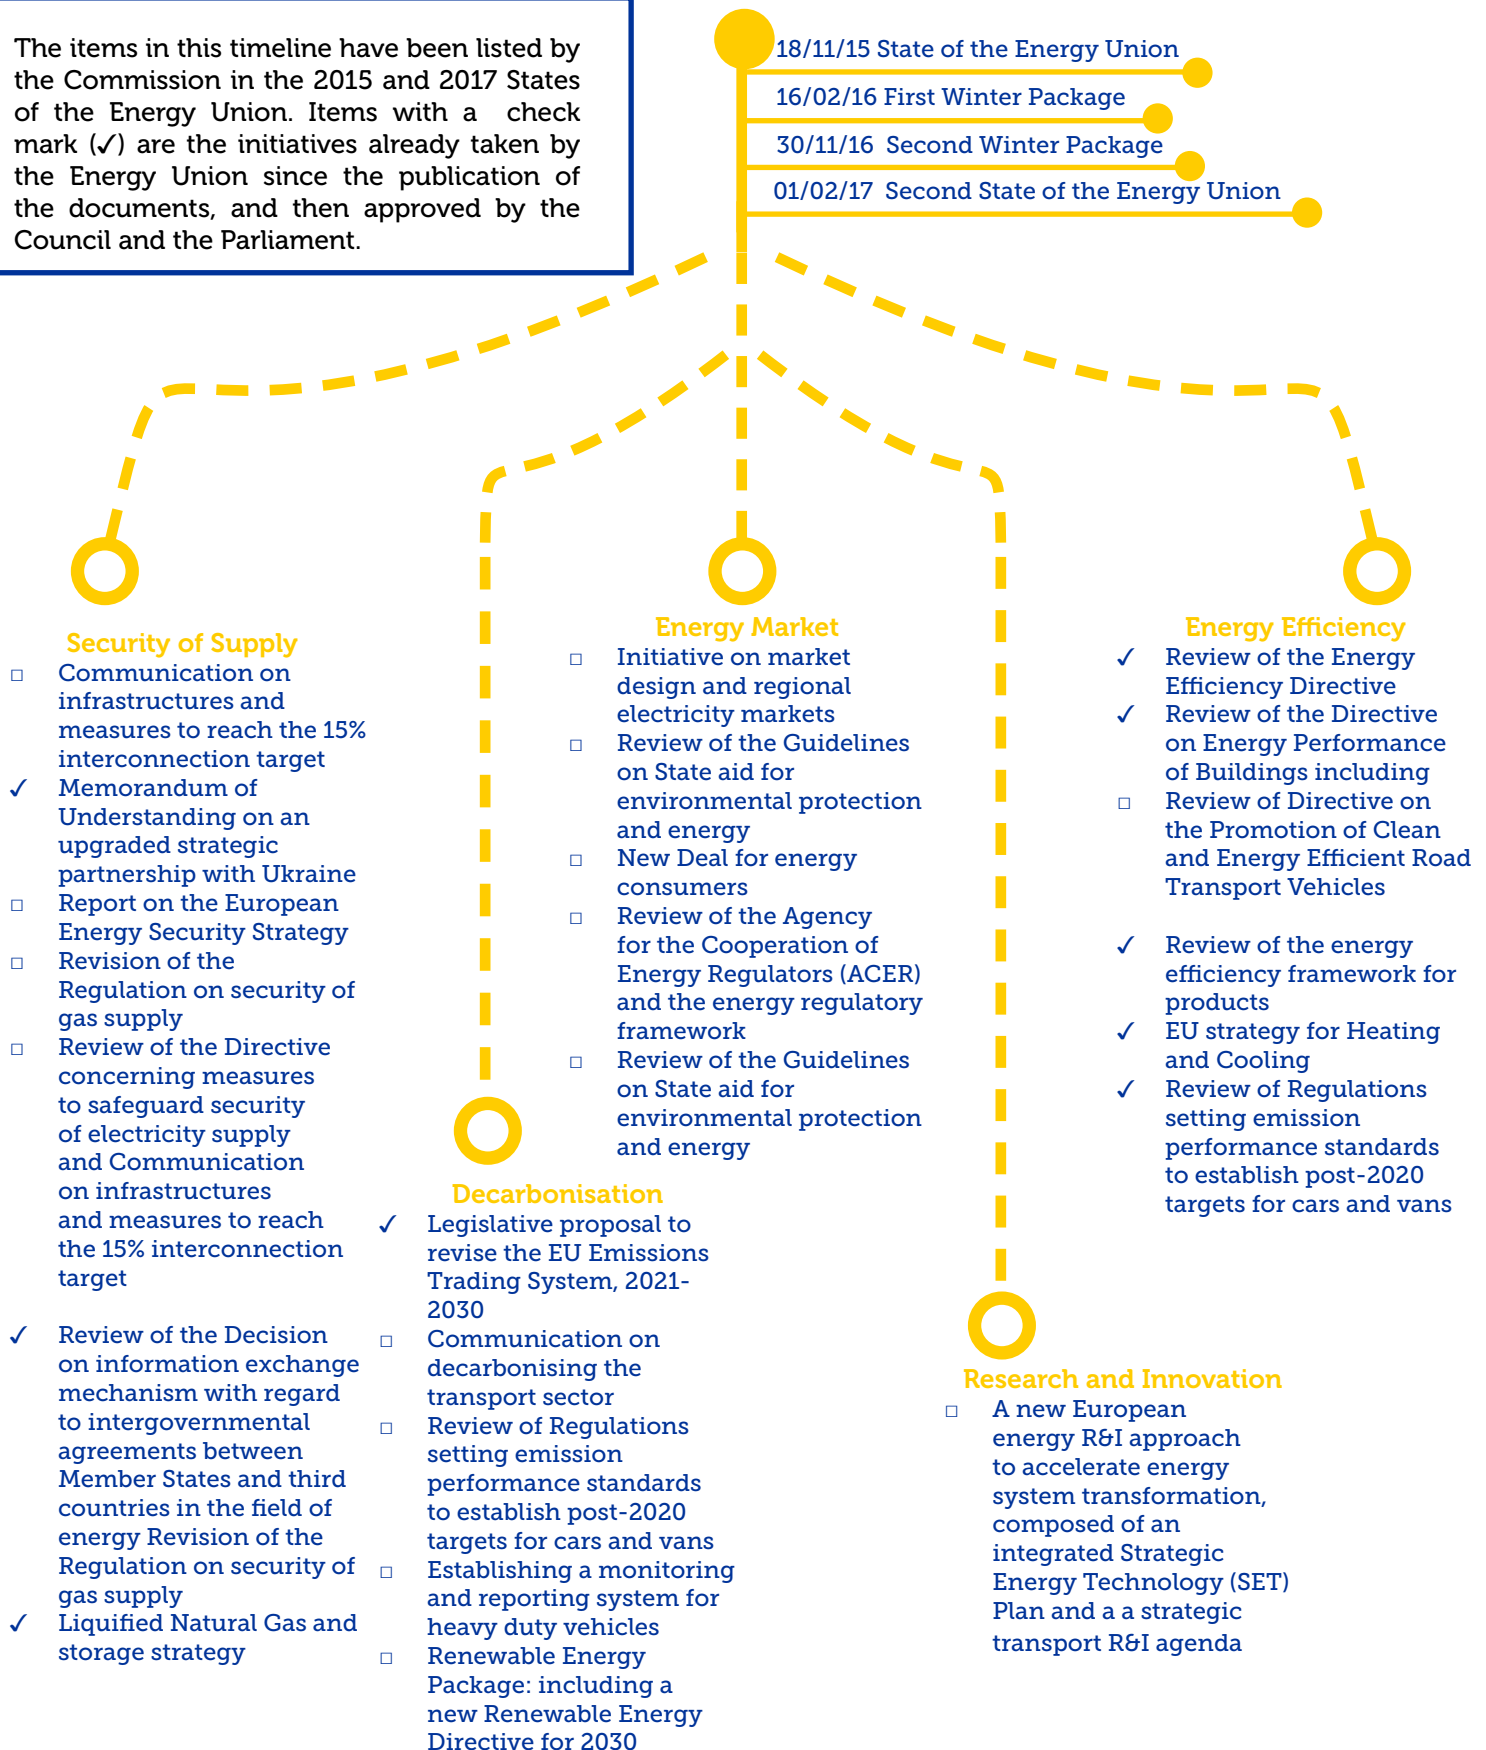 The items in this timeline have been listed by
the Commission in the 2015 and 2017 States
of the Energy Union. Items with a check
mark (✓) are the initiatives already taken by
the Energy Union since the publication of
the documents, and then approved by the
Council and the Parliament.
18/11/15 State of the Energy Union
16/02/16 First Winter Package
30/11/16 Second Winter Package
01/02/17 Second State of the Energy Union
Security of Supply
□ Communication on
infrastructures and
measures to reach the 15%
interconnection target
✓ Memorandum of
Understanding on an
upgraded strategic
partnership with Ukraine
□ Report on the European
Energy Security Strategy
□ Revision of the
Regulation on security of
gas supply
□ Review of the Directive
concerning measures
to safeguard security
of electricity supply
and Communication
on infrastructures
and measures to reach
the 15% interconnection
target
✓ Review of the Decision
on information exchange
mechanism with regard
to intergovernmental
agreements between
Member States and third
countries in the field of
energy Revision of the
Regulation on security of
gas supply
✓ Liquified Natural Gas and
storage strategy
Decarbonisation
✓ Legislative proposal to
revise the EU Emissions
Trading System, 2021-
2030
□ Communication on
decarbonising the
transport sector
□ Review of Regulations
setting emission
performance standards
to establish post-2020
targets for cars and vans
□ Establishing a monitoring
and reporting system for
heavy duty vehicles
□ Renewable Energy
Package: including a
new Renewable Energy
Directive for 2030
Energy Market
□ Initiative on market
design and regional
electricity markets
□ Review of the Guidelines
on State aid for
environmental protection
and energy
□ New Deal for energy
consumers
□ Review of the Agency
for the Cooperation of
Energy Regulators (ACER)
and the energy regulatory
framework
□ Review of the Guidelines
on State aid for
environmental protection
and energy
Research and Innovation
□ A new European
energy R&I approach
to accelerate energy
system transformation,
composed of an
integrated Strategic
Energy Technology (SET)
Plan and a a strategic
transport R&I agenda
Energy Efficiency
✓ Review of the Energy
Efficiency Directive
✓ Review of the Directive
on Energy Performance
of Buildings including
□ Review of Directive on
the Promotion of Clean
and Energy Efficient Road
Transport Vehicles
✓ Review of the energy
efficiency framework for
products
✓ EU strategy for Heating
and Cooling
✓ Review of Regulations
setting emission
performance standards
to establish post-2020
targets for cars and vans